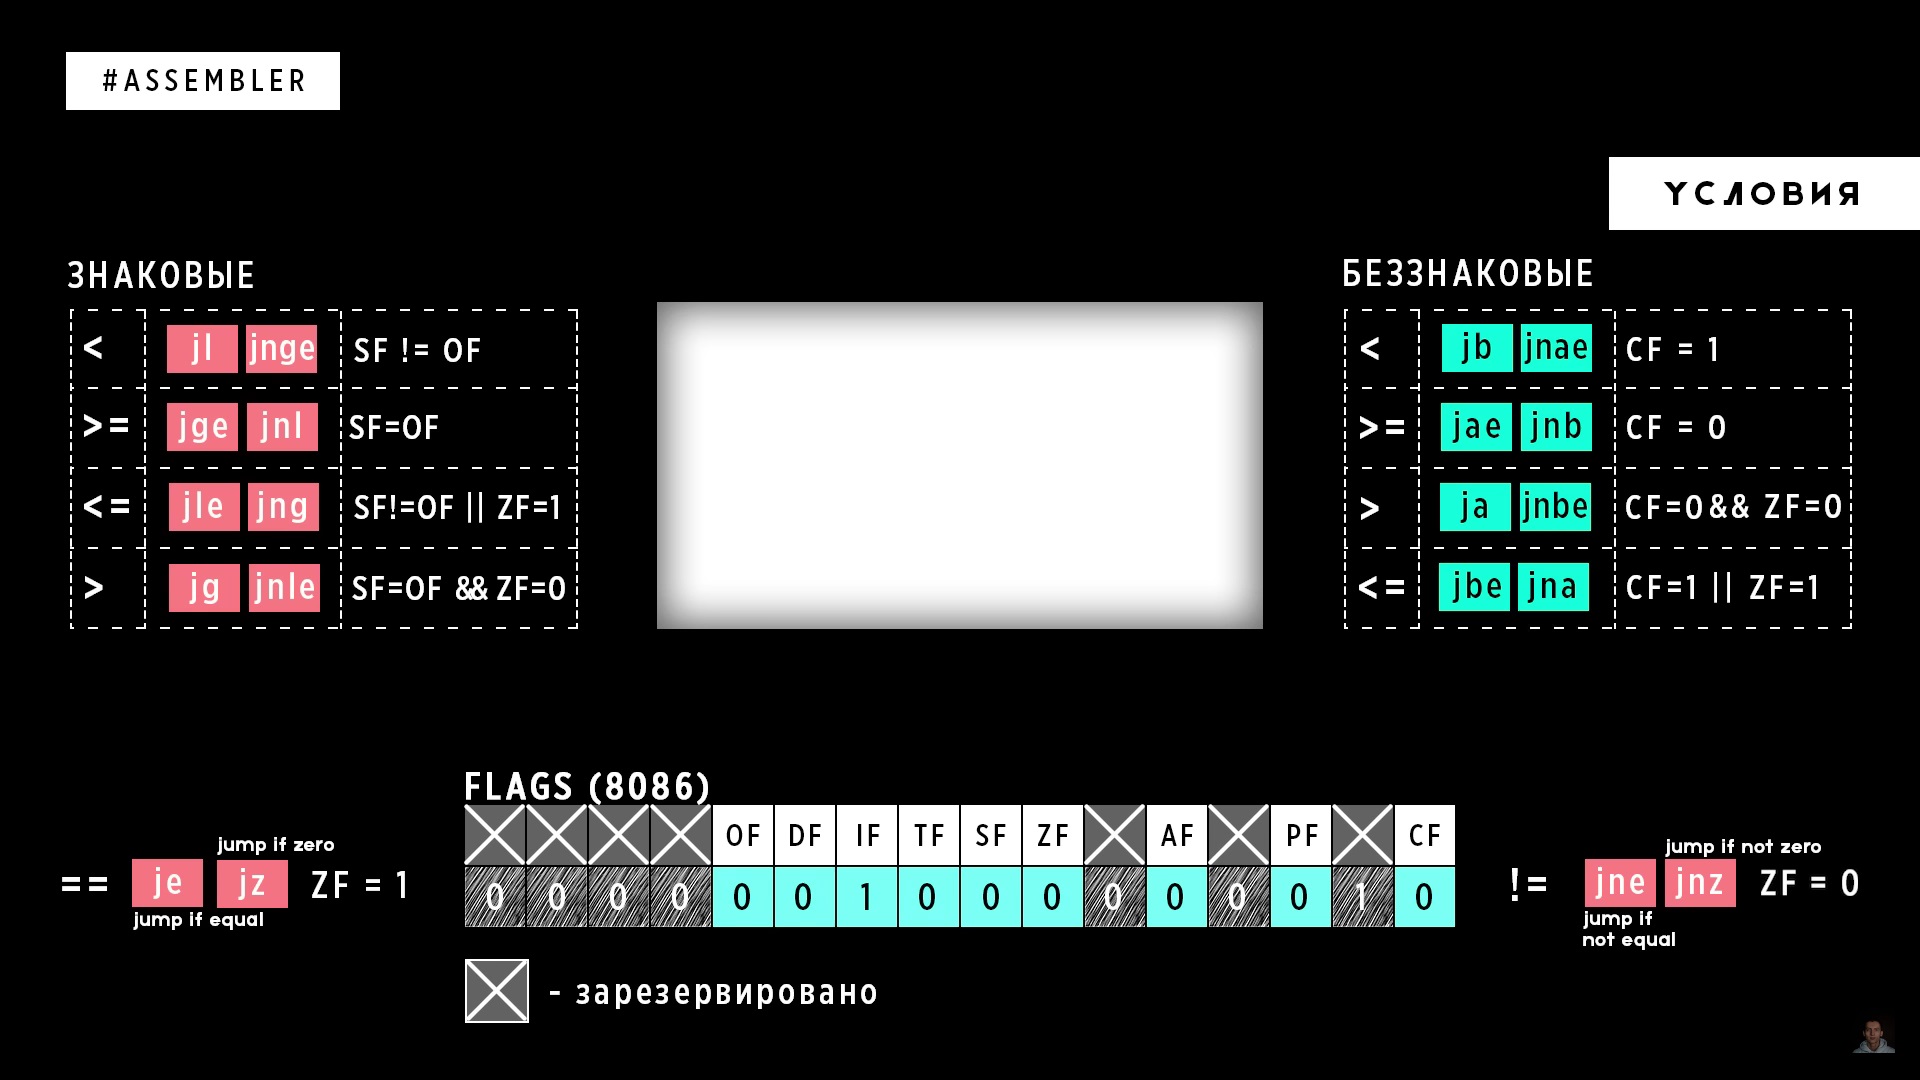 #ASSEMBLER
УСЛОВИЯ
ЗНАКОВЫЕ
< jl jnge SF != OF
>= jge jnl SF=OF
<= jle jng SF!=OF || ZF=1
> jg jnle SF=OF && ZF=0
БЕЗЗНАКОВЫЕ
< jb jnae CF = 1
>= jae jnb CF = 0
> ja jnbe CF=0&& ZF=0
<= jbe jna CF=1 || ZF=1
jump if zero
== je jz ZF = 1
jump if equal
FLAGS (8086)
OF DF IF TF SF ZF AF PF CF
0 0 0 0 0 0 1 0 0 0 0 0 0 0 1 0
- зарезервировано
jump if not zero
!= jne jnz ZF = 0
jump if
not equal